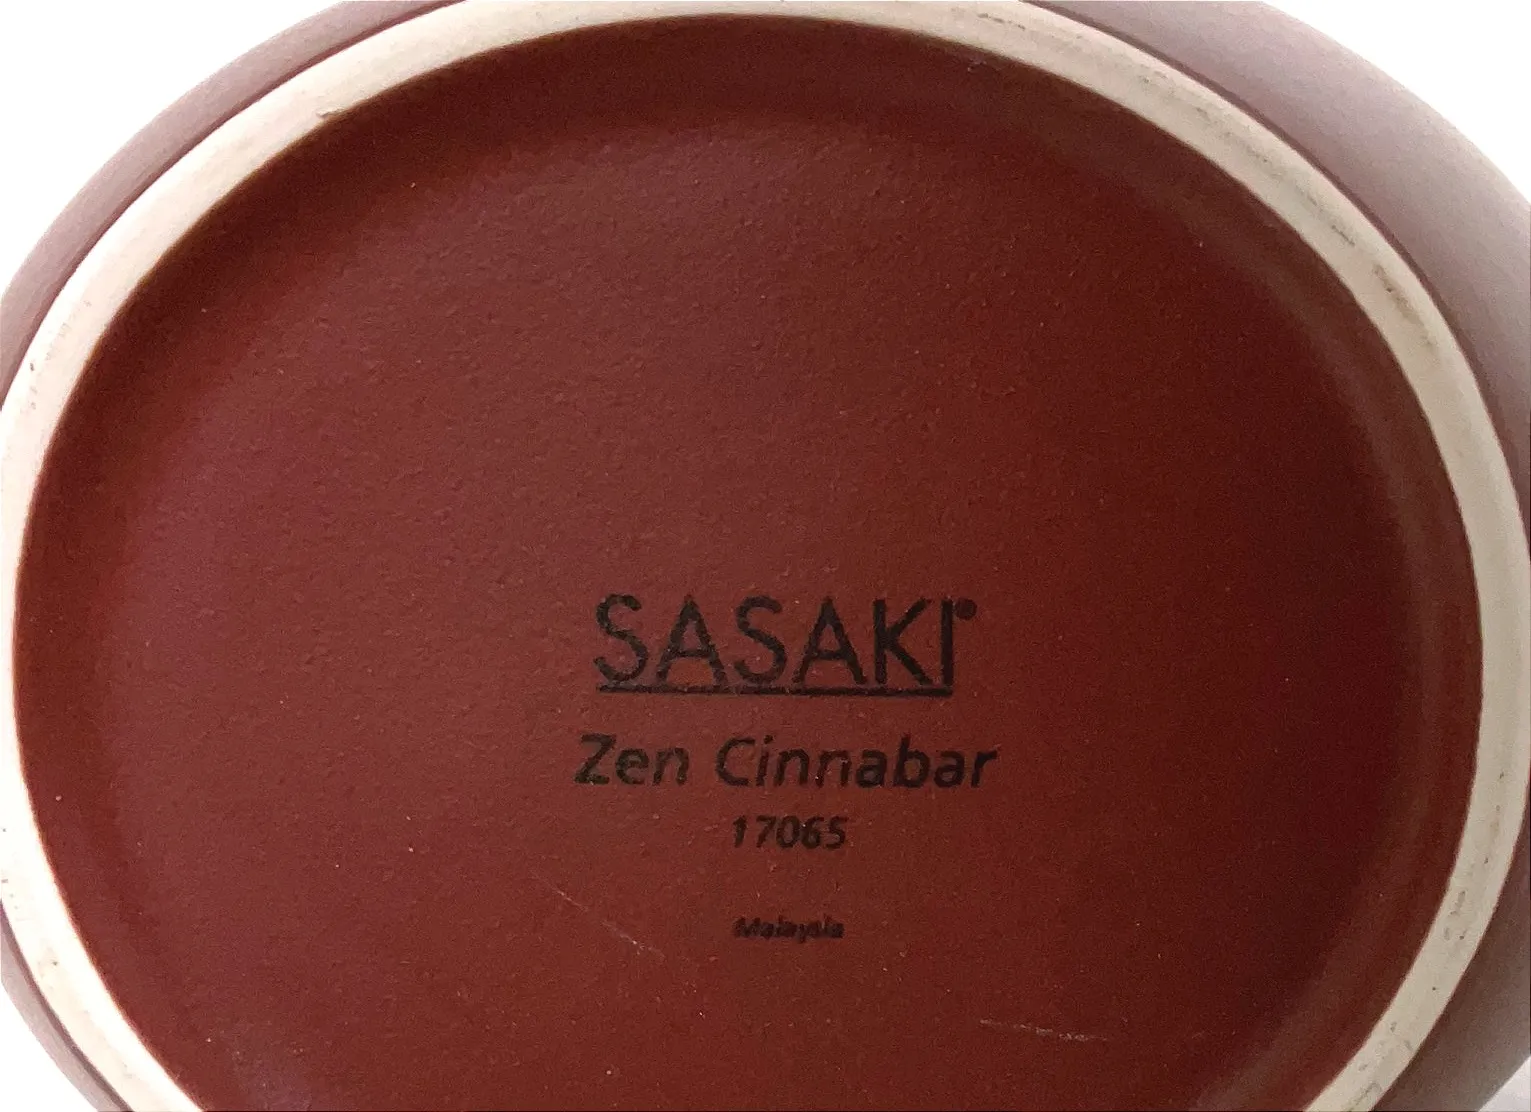 SASAKI®
Zen Cinnabar
17065
Malaysia